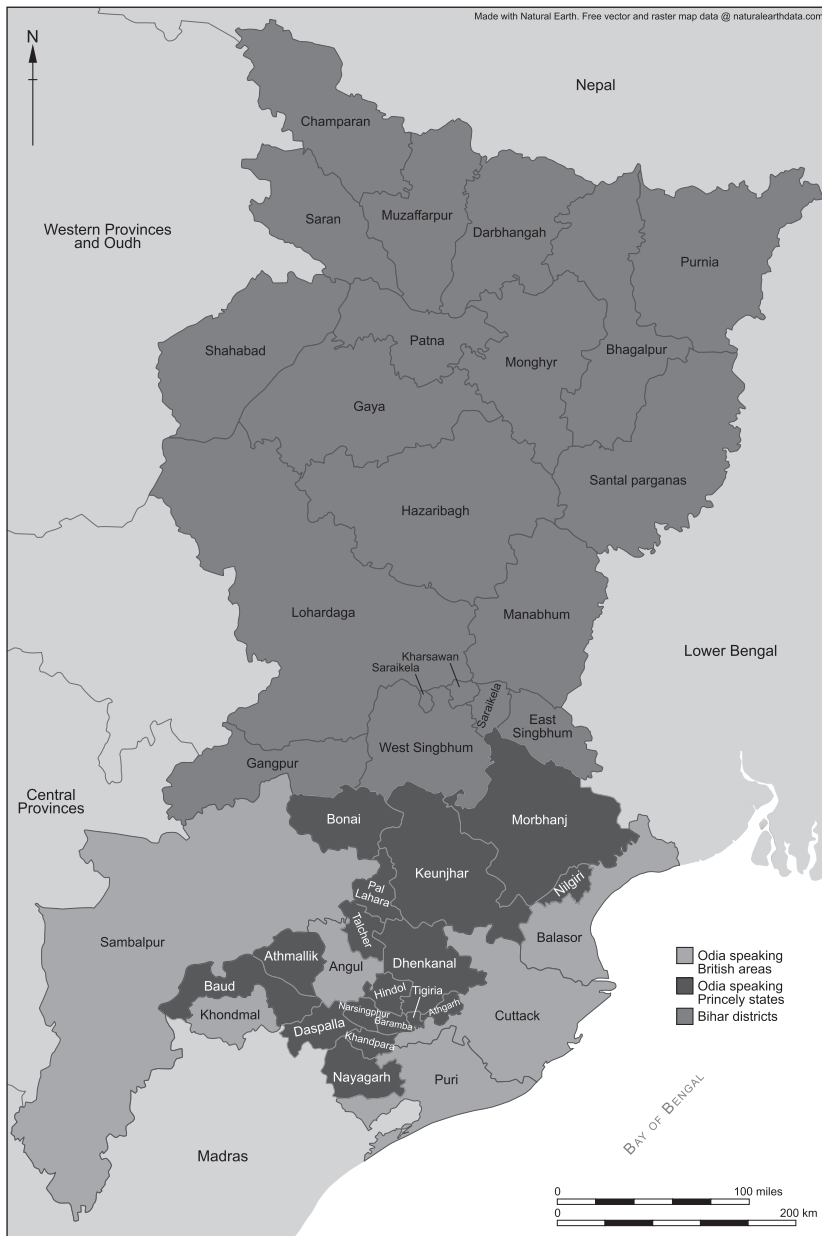 Made with Natural Earth. Free vector and raster map data @ naturalearthdata.com
N
Nepal
Champaran
Western Provinces
and Oudh
Saran
Muzaffarpur
Darbhangah
Purnia
Shahabad
Patna
Monghyr
Bhagalpur
Gaya
Santal parganas
Hazaribagh
Lohardaga
Manabhum
Lower Bengal
Kharsawan
Saraikela
Saraikela
East
Singbhum
West Singbhum
Gangpur
Central
Provinces
Bonai
Morbhanj
Keunjhar
Nilgiri
Pal
Lahara
Talcher
Balasor
Sambalpur
Athmallik
Angul
Dhenkanal
Baud
Hindol
Tigiria
Khondmal
Narsingphur
Baramba
Athgarh
Cuttack
Daspalla
Khandpara
Nayagarh
Puri
Madras
Bay of Bengal
Odia speaking
British areas
Odia speaking
Princely states
Bihar districts
0 100 miles
0 200 km